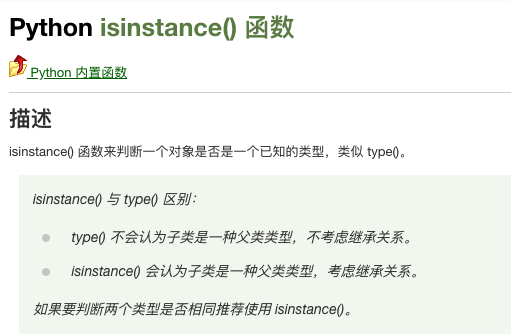 Python isinstance() 函数
Python 内置函数
描述
isinstance() 函数来判断一个对象是否是一个已知的类型，类似 type()。
isinstance() 与 type() 区别：
type() 不会认为子类是一种父类类型，不考虑继承关系。
isinstance() 会认为子类是一种父类类型，考虑继承关系。
如果要判断两个类型是否相同推荐使用 isinstance()。